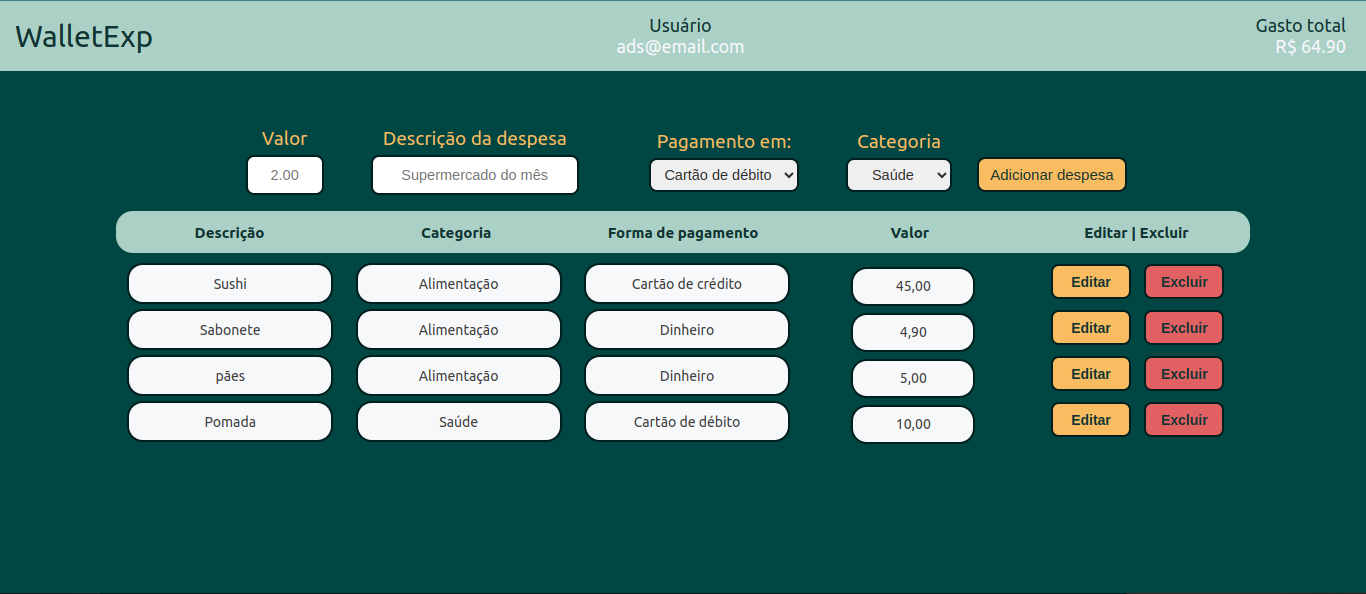 WalletExp
Usuário
ads@email.com
Gasto total
R$ 64.90
Valor Descrição da despesa Pagamento em: Categoria
2.00 Supermercado do mês Cartão de débito Saúde Adicionar despesa
Descrição Categoria Forma de pagamento Valor Editar | Excluir
Sushi Alimentação Cartão de crédito 45,00 Editar Excluir
Sabonete Alimentação Dinheiro 4,90 Editar Excluir
pães Alimentação Dinheiro 5,00 Editar Excluir
Pomada Saúde Cartão de débito 10,00 Editar Excluir